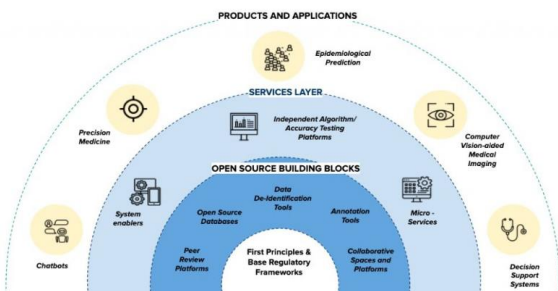 PRODUCTS AND APPLICATIONS
Epidemiological
Prediction
SERVICES LAYER
Precision
Medicine
Independent Algorithm/
Accuracy Testing
Platforms
Computer
Vision-aided
Medical
Imaging
OPEN SOURCE BUILDING BLOCKS
Data
De-Identification
Tools
System
enablers
Open Source
Databases
Annotation
Tools
Micro -
Services
Chatbots
Peer
Review
Platforms
First Principles &
Base Regulatory
Frameworks
Collaborative
Spaces and
Platforms
Decision
Support
Systems